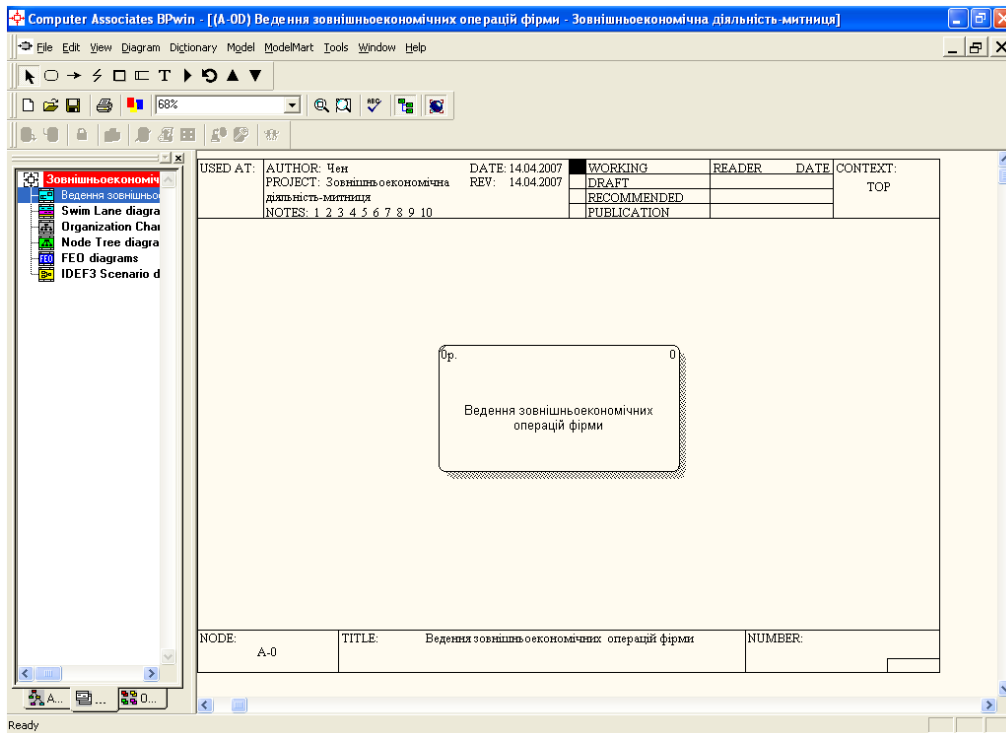 Computer Associates BPwin - [(A-0D) Ведення зовнішньоекономічних операцій фірми - Зовнішньоекономічна діяльність-митниця]
File Edit View Diagram Dictionary Model ModelMart Tools Window Help
68%
Зовнішньоекономіч
Ведення зовнішньо
Swim Lane diagra
Organization Char
Node Tree diagra
FEO diagrams
IDEF3 Scenario d
A...
...
O...
USED AT: AUTHOR: Чен DATE: 14.04.2007 WORKING READER DATE CONTEXT:
PROJECT: Зовнішньоекономічна REV: 14.04.2007 DRAFT TOP
діяльність-митниця RECOMMENDED
NOTES: 1 2 3 4 5 6 7 8 9 10 PUBLICATION
0р. 0
Ведення зовнішньоекономічних
операцій фірми
NODE: TITLE: Ведення зовнішньоекономічних операцій фірми NUMBER:
A-0
Ready